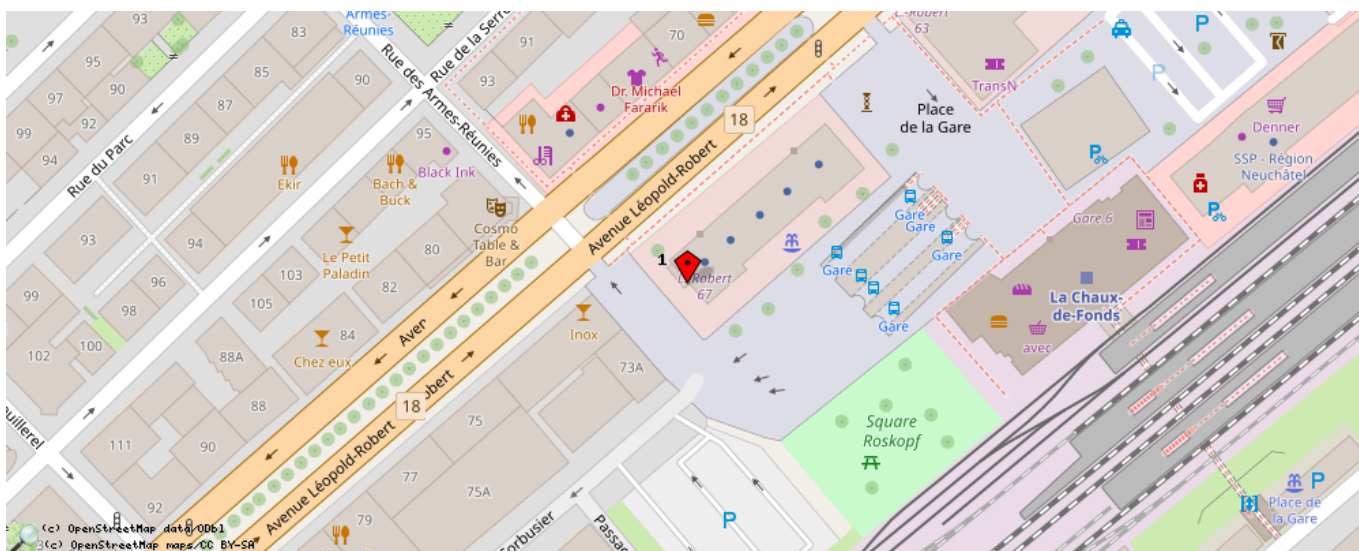 93
83
Armes-
Réunies
Rue de la Serre
91
93
70
L.-Robert
63
P
P
TransN
95
97
99
90
85
87
90
92
94
89
Rue du Parc
91
Rue des Armes-Réunies
95
Black Ink
Dr. Michael
Fararik
18
Place
de la Gare
Denner
SSP - Région
Neuchâtel
Ekir
Bach &
Buck
Cosmo
Table &
Bar
Avenue Léopold-Robert
Gare
Gare
Gare
Gare
Gare
Gare 6
La Chaux-
de-Fonds
avec
93
94
96
Le Petit
Paladin
80
82
103
105
1
L.-Robert
67
99
98
100
102
84
Chez eux
88A
88
Inox
73A
Aver
18
Avenue Léopold-Robert
obert
75
75A
77
79
Square
Roskopf
111
90
92
P
P
Place de
la Gare
(c) OpenStreetMap data/ODbl
(c) OpenStreetMap maps/CC BY-SA